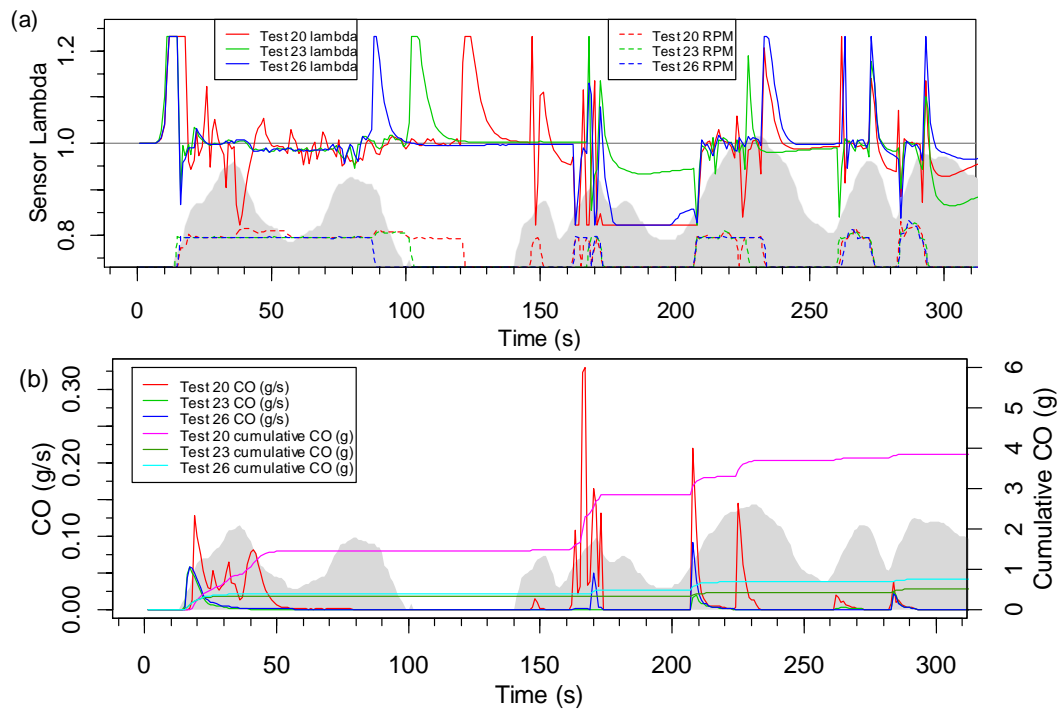 (a)
Test 20 lambda
Test 23 lambda
Test 26 lambda
Test 20 RPM
Test 23 RPM
Test 26 RPM
Sensor Lambda
0.8 1.0 1.2
0 50 100 150 200 250 300
Time (s)
(b)
Test 20 CO (g/s)
Test 23 CO (g/s)
Test 26 CO (g/s)
Test 20 cumulative CO (g)
Test 23 cumulative CO (g)
Test 26 cumulative CO (g)
CO (g/s)
0.00 0.10 0.20 0.30
0 1 2 3 4 5 6
Cumulative CO (g)
0 50 100 150 200 250 300
Time (s)